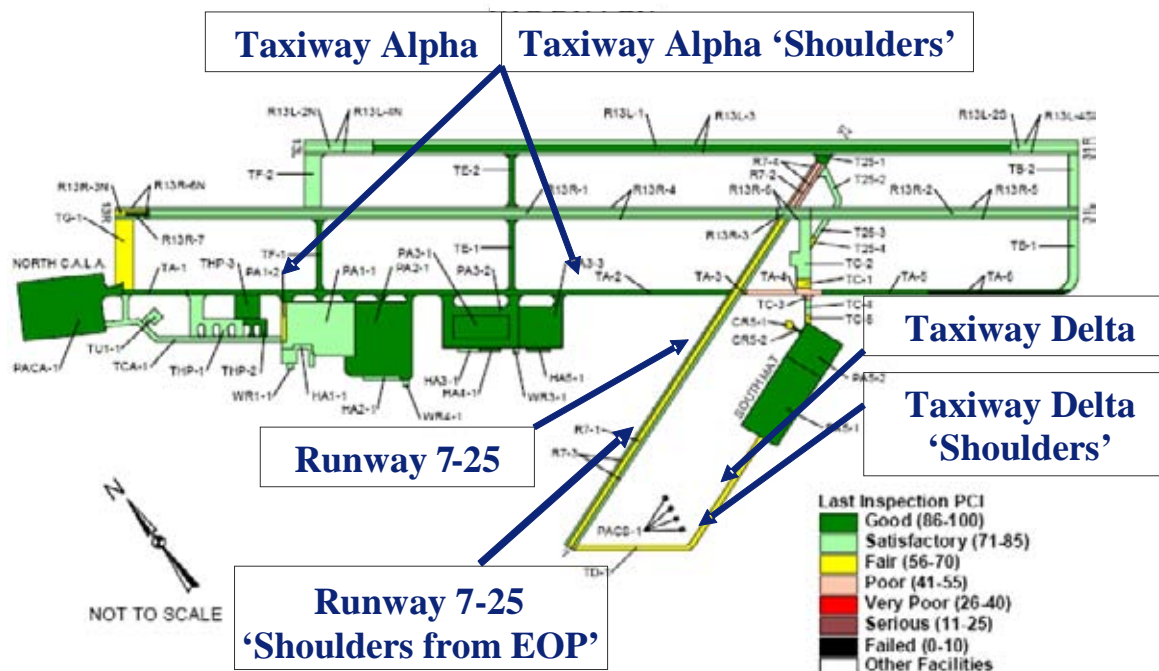 Taxiway Alpha
Taxiway Alpha ‘Shoulders’
R13L-2N
R13L-4N
R13L-1
R13L-3
R13L-2S
R13L-4S
13L
TF-2
TE-2
R7-4
R7-2
T25-1
T25-2
TB-2
R13R-3N
R13R-6N
R13R-1
R13R-4
R13R-6
R13R-2
R13R-5
13R
TG-1
R13R-7
R13R-3
T25-3
T25-4
TF-1
TE-1
TB-1
NORTH C.A.L.A.
TA-1
THP-3
PA1-2
PA1-1
PA3-1
PA2-1
PA3-2
TA-2
TA-3
TA-4
TC-2
TC-1
TA-5
TA-6
TC-3
TC-4
CR5-1
CR5-2
PACA-1
TU1-1
TCA-1
THP-1
THP-2
WR1-1
HA1-1
HA2-1
WR4-1
HA3-1
HA4-1
WR3-1
HA5-1
SOUTH MAT
PA5-2
Taxiway Delta
Taxiway Delta
‘Shoulders’
Runway 7-25
R7-1
R7-3
PACS-1
TD-1
N
NOT TO SCALE
Runway 7-25
‘Shoulders from EOP’
Last Inspection PCI
Good (86-100)
Satisfactory (71-85)
Fair (56-70)
Poor (41-55)
Very Poor (26-40)
Serious (11-25)
Failed (0-10)
Other Facilities